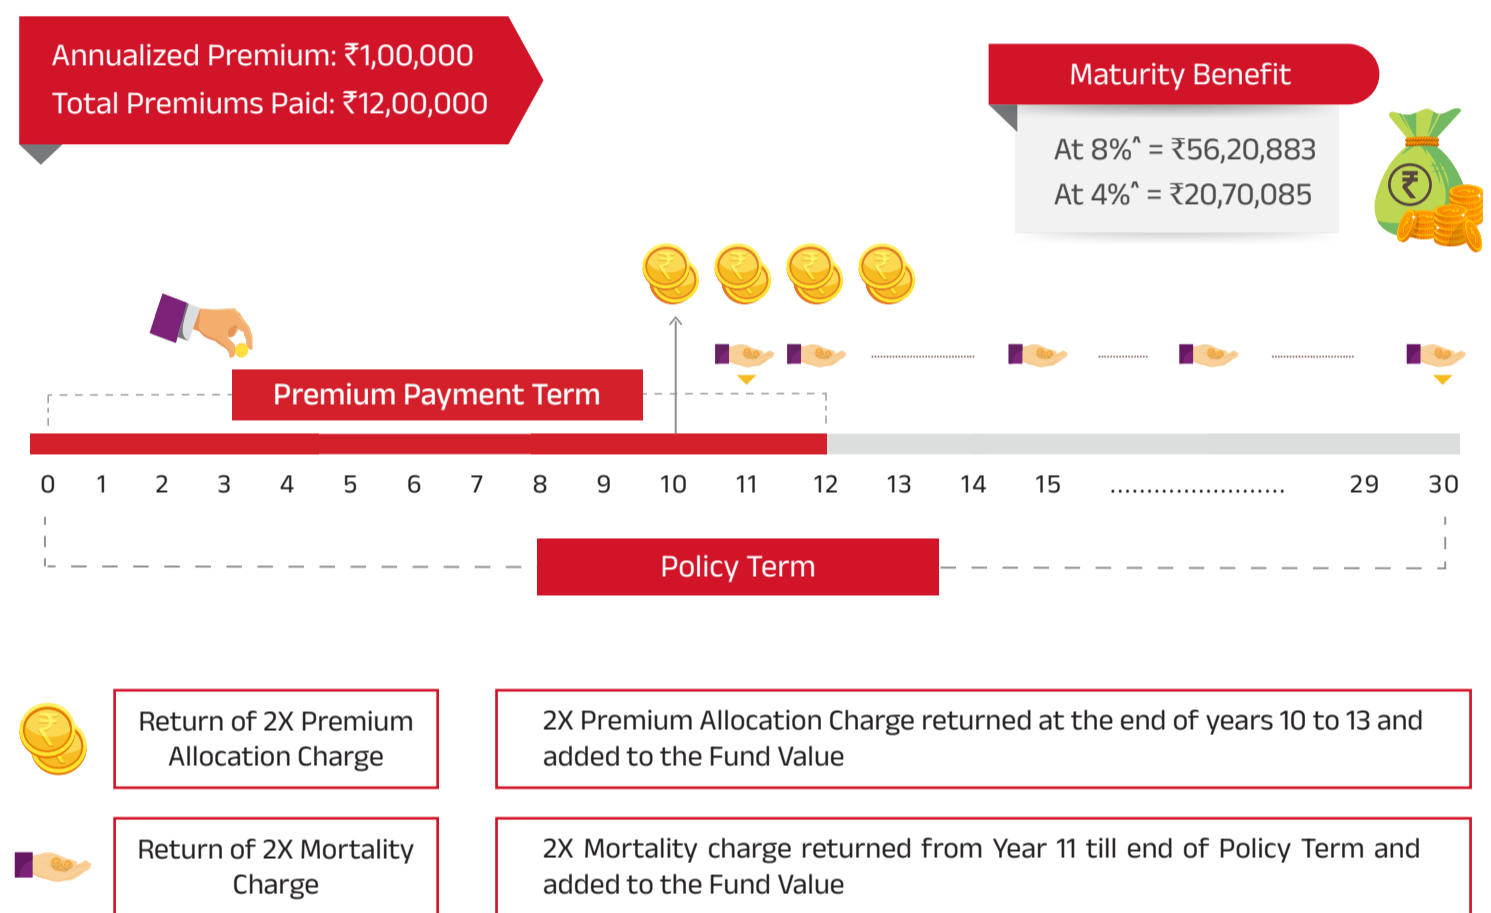 Annualized Premium: ₹1,00,000
Total Premiums Paid: ₹12,00,000
Maturity Benefit
At 8%^ = ₹56,20,883
At 4%^ = ₹20,70,085
Premium Payment Term
0 1 2 3 4 5 6 7 8 9 10 11 12 13 14 15 ........................ 29 30
Policy Term
Return of 2X Premium
Allocation Charge
2X Premium Allocation Charge returned at the end of years 10 to 13 and
added to the Fund Value
Return of 2X Mortality
Charge
2X Mortality charge returned from Year 11 till end of Policy Term and
added to the Fund Value